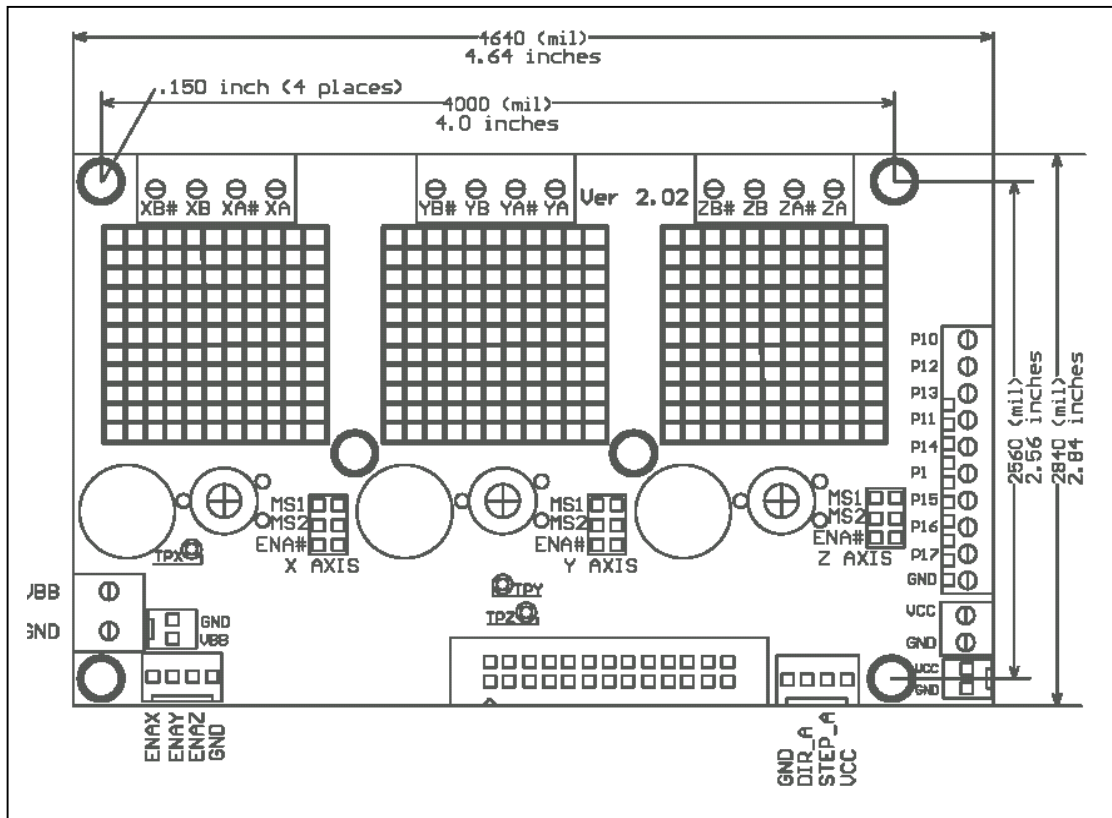 4640 (mil)
4.64 inches
.150 inch (4 places)
4000 (mil)
4.0 inches
XB# XB XA# XA
YB# YB YA# YA
Ver 2.02
ZB# ZB ZA# ZA
P10
P12
P13
P11
P14
P1
P15
P16
P17
GND
2560 (mil)
2.56 inches
2840 (mil)
2.84 inches
MS1
MS2
ENA#
X AXIS
MS1
MS2
ENA#
Y AXIS
MS1
MS2
ENA#
Z AXIS
TPX
TPY
TPZ
VBB
GND
GND
VBB
VCC
GND
VCC
GND
ENAX
ENAY
ENAZ
GND
GND
DIR_A
STEP_A
VCC